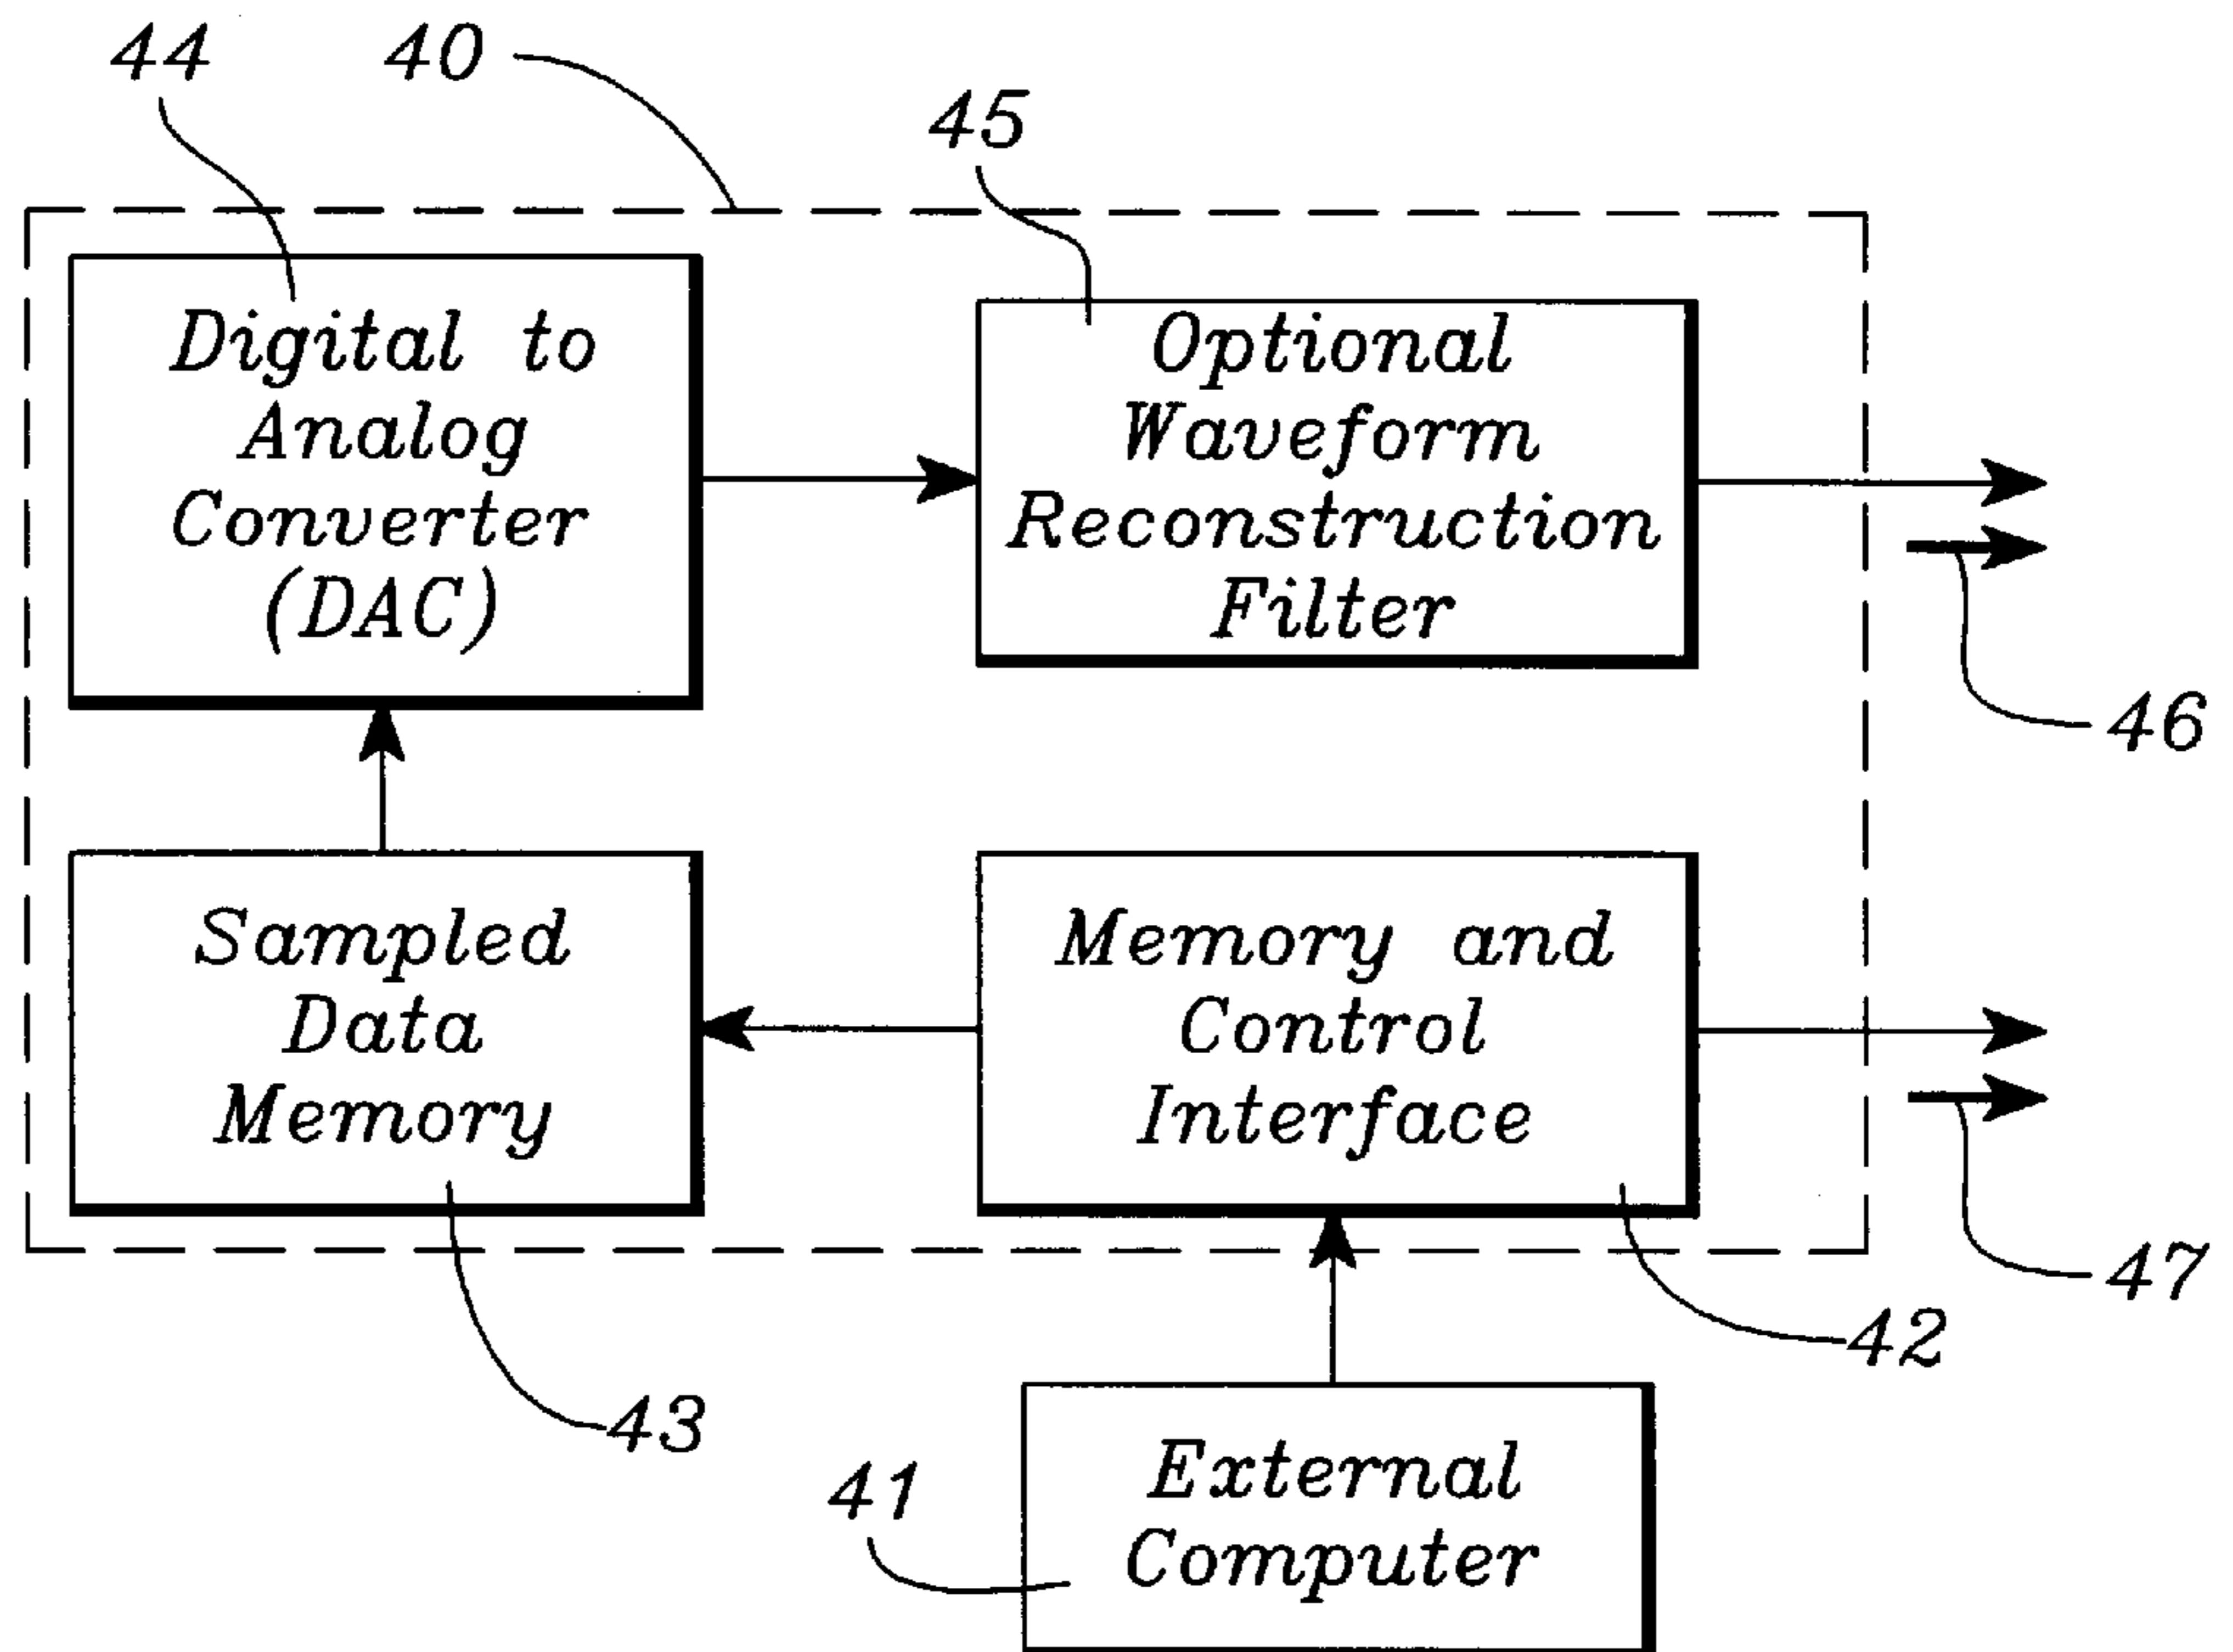 44
40
45
Digital to
Analog
Converter
(DAC)
Optional
Waveform
Reconstruction
Filter
46
Sampled
Data
Memory
Memory and
Control
Interface
47
42
43
41
External
Computer